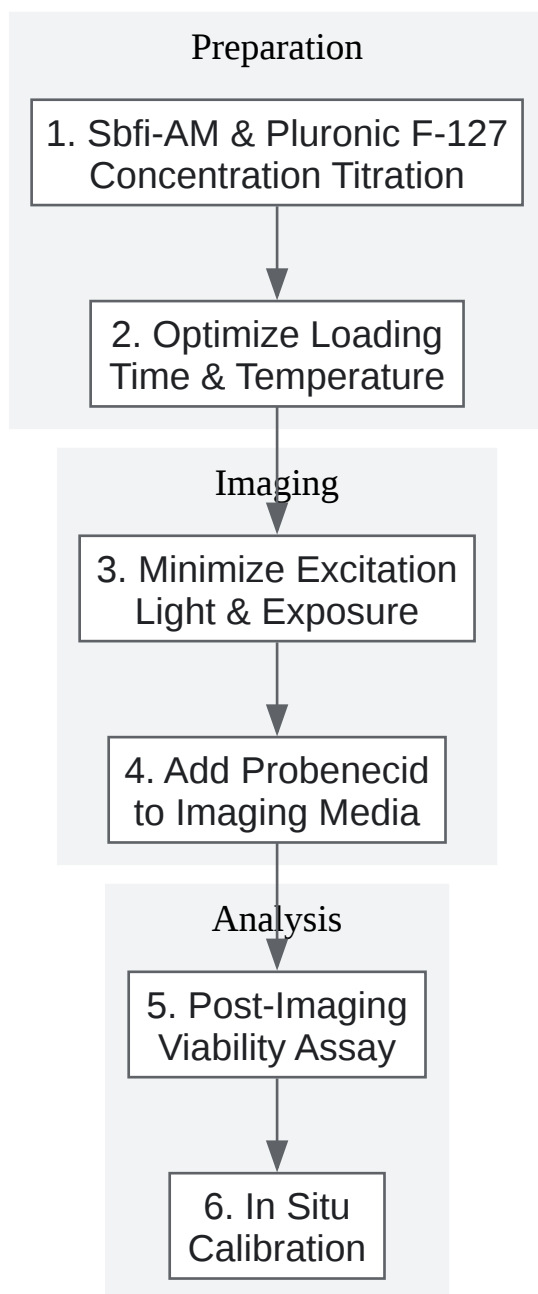 Preparation
1. Sbfi-AM & Pluronic F-127
Concentration Titration
2. Optimize Loading
Time & Temperature
Imaging
3. Minimize Excitation
Light & Exposure
4. Add Probenecid
to Imaging Media
Analysis
5. Post-Imaging
Viability Assay
6. In Situ
Calibration